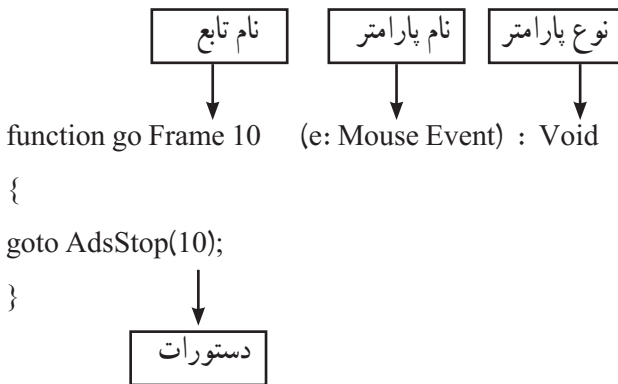 نوع پارامتر نام پارامتر نام تابع
function go Frame 10 (e: Mouse Event) : Void
{
goto AdsStop(10);
}
دستورات